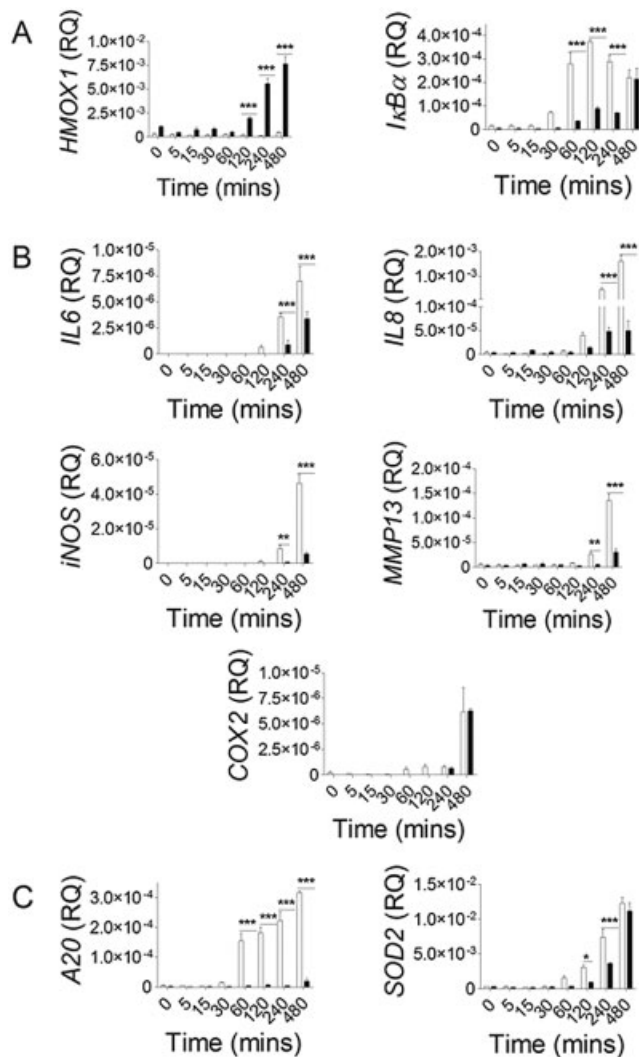 A
HMOX1 (RQ)
1.0×10⁻²
7.5×10⁻³
5.0×10⁻³
2.5×10⁻³
0
*** *** ***
0 5 15 30 60 120 240 480
Time (mins)
IκBα (RQ)
4.0×10⁻⁴
3.0×10⁻⁴
2.0×10⁻⁴
1.0×10⁻⁴
0
*** *** ***
0 5 15 30 60 120 240 480
Time (mins)
B
IL6 (RQ)
1.0×10⁻⁵
7.5×10⁻⁶
5.0×10⁻⁶
2.5×10⁻⁶
0
*** ***
0 5 15 30 60 120 240 480
Time (mins)
IL8 (RQ)
2.0×10⁻³
1.0×10⁻³
1.0×10⁻⁴
5.0×10⁻⁵
0
*** ***
0 5 15 30 60 120 240 480
Time (mins)
iNOS (RQ)
6.0×10⁻⁵
4.0×10⁻⁵
2.0×10⁻⁵
0
** ***
0 5 15 30 60 120 240 480
Time (mins)
MMP13 (RQ)
2.0×10⁻⁴
1.5×10⁻⁴
1.0×10⁻⁴
5.0×10⁻⁵
0
** ***
0 5 15 30 60 120 240 480
Time (mins)
COX2 (RQ)
1.0×10⁻⁵
7.5×10⁻⁶
5.0×10⁻⁶
2.5×10⁻⁶
0
0 5 15 30 60 120 240 480
Time (mins)
C
A20 (RQ)
3.0×10⁻⁴
2.0×10⁻⁴
1.0×10⁻⁴
0
*** *** *** ***
0 5 15 30 60 120 240 480
Time (mins)
SOD2 (RQ)
1.5×10⁻²
1.0×10⁻²
5.0×10⁻³
0
* ***
0 5 15 30 60 120 240 480
Time (mins)